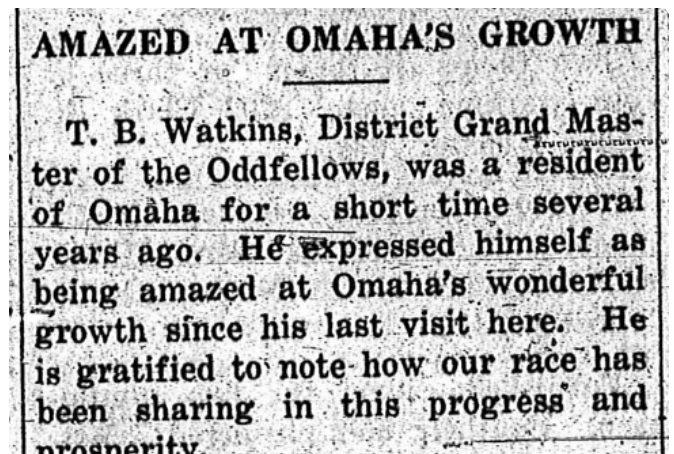 AMAZED AT OMAHA'S GROWTH
T. B. Watkins, District Grand Mas-
ter of the Oddfellows, was a resident
of Omaha for a short time several
years ago. He expressed himself as
being amazed at Omaha's wonderful
growth since his last visit here. He
is gratified to note how our race has
been sharing in this progress and
prosperity.